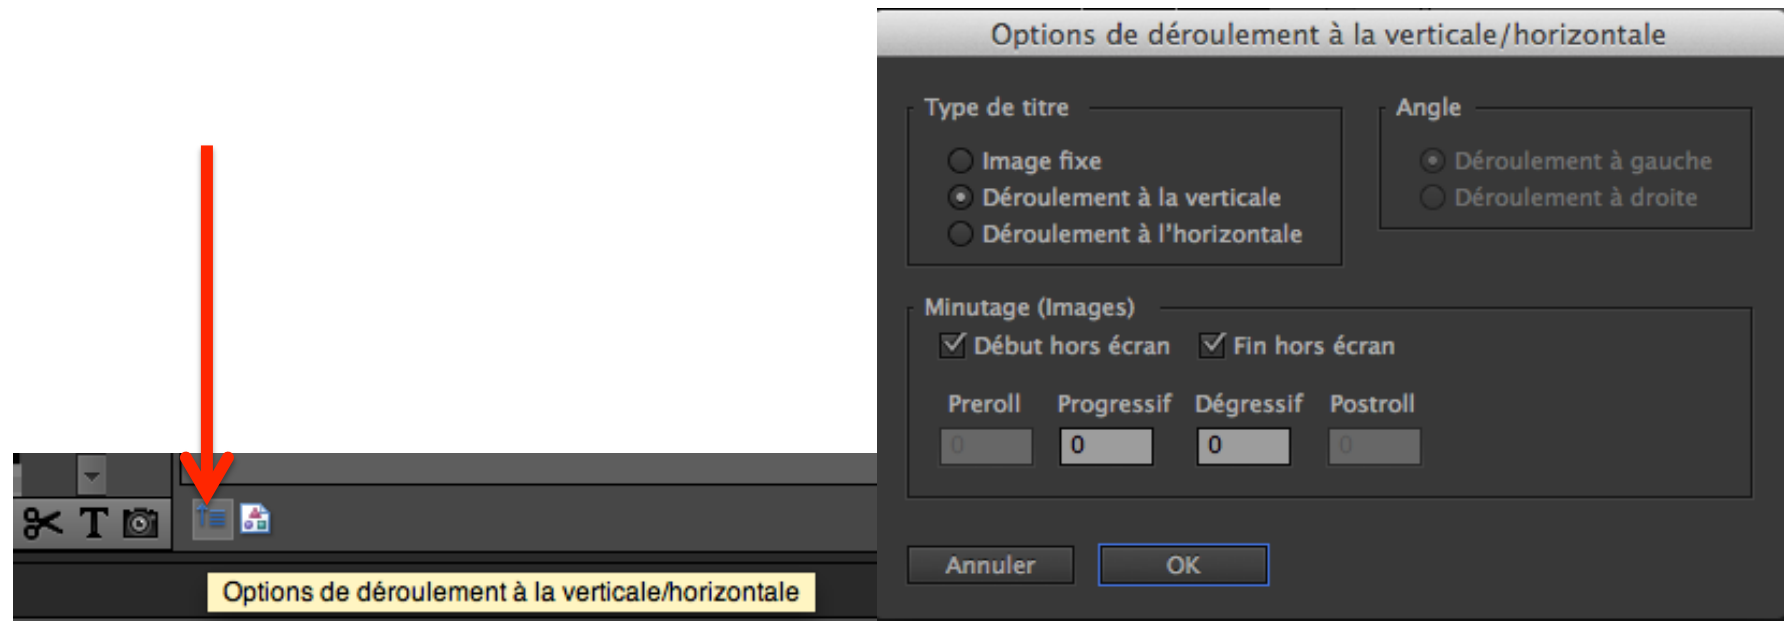 Options de déroulement à la verticale/horizontale
Type de titre
Image fixe
Déroulement à la verticale
Déroulement à l'horizontale
Angle
Déroulement à gauche
Déroulement à droite
Minutage (Images)
Début hors écran Fin hors écran
Preroll Progressif Dégressif Postroll
0 0 0 0
Annuler OK
T
Options de déroulement à la verticale/horizontale